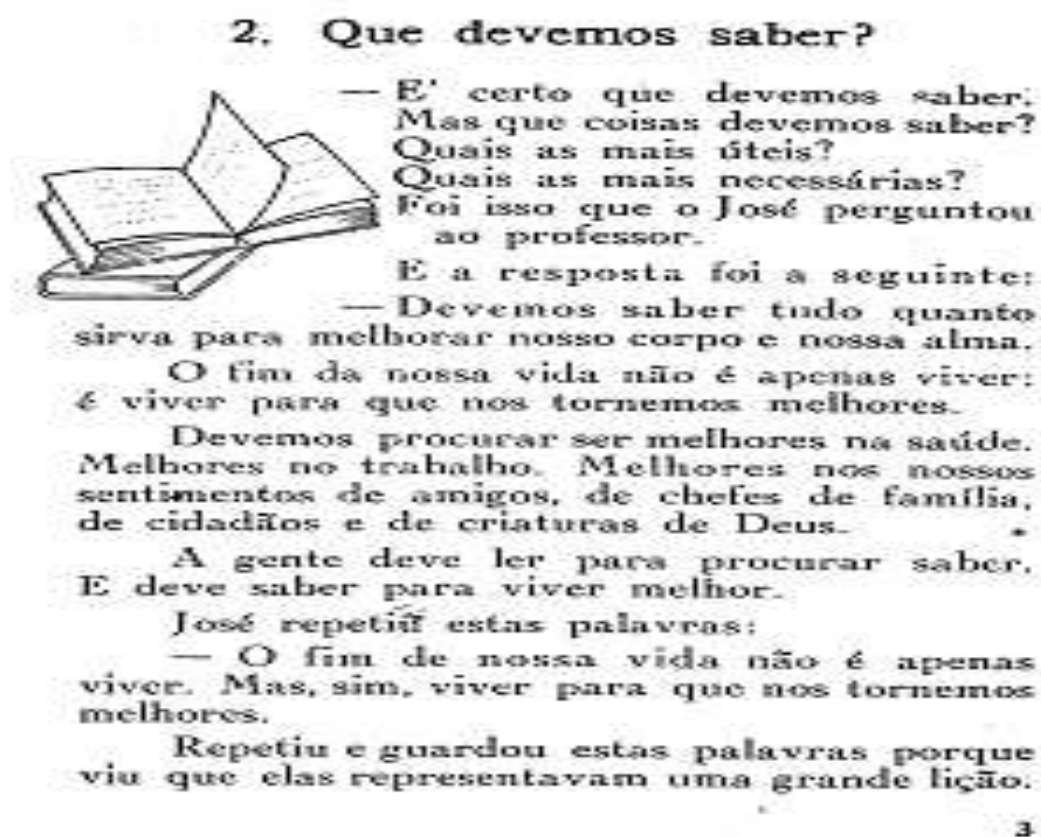 2. Que devemos saber?
— E' certo que devemos saber.
Mas que coisas devemos saber?
Quais as mais úteis?
Quais as mais necessárias?
Foi isso que o José perguntou
ao professor.
E a resposta foi a seguinte:
— Devemos saber tudo quanto
sirva para melhorar nosso corpo e nossa alma.
O fim da nossa vida não é apenas viver:
é viver para que nos tornemos melhores.
Devemos procurar ser melhores na saúde.
Melhores no trabalho. Melhores nos nossos
sentimentos de amigos, de chefes de família,
de cidadãos e de criaturas de Deus.
A gente deve ler para procurar saber.
E deve saber para viver melhor.
José repetiu estas palavras:
— O fim de nossa vida não é apenas
viver. Mas, sim, viver para que nos tornemos
melhores.
Repetiu e guardou estas palavras porque
viu que elas representavam uma grande lição.
3